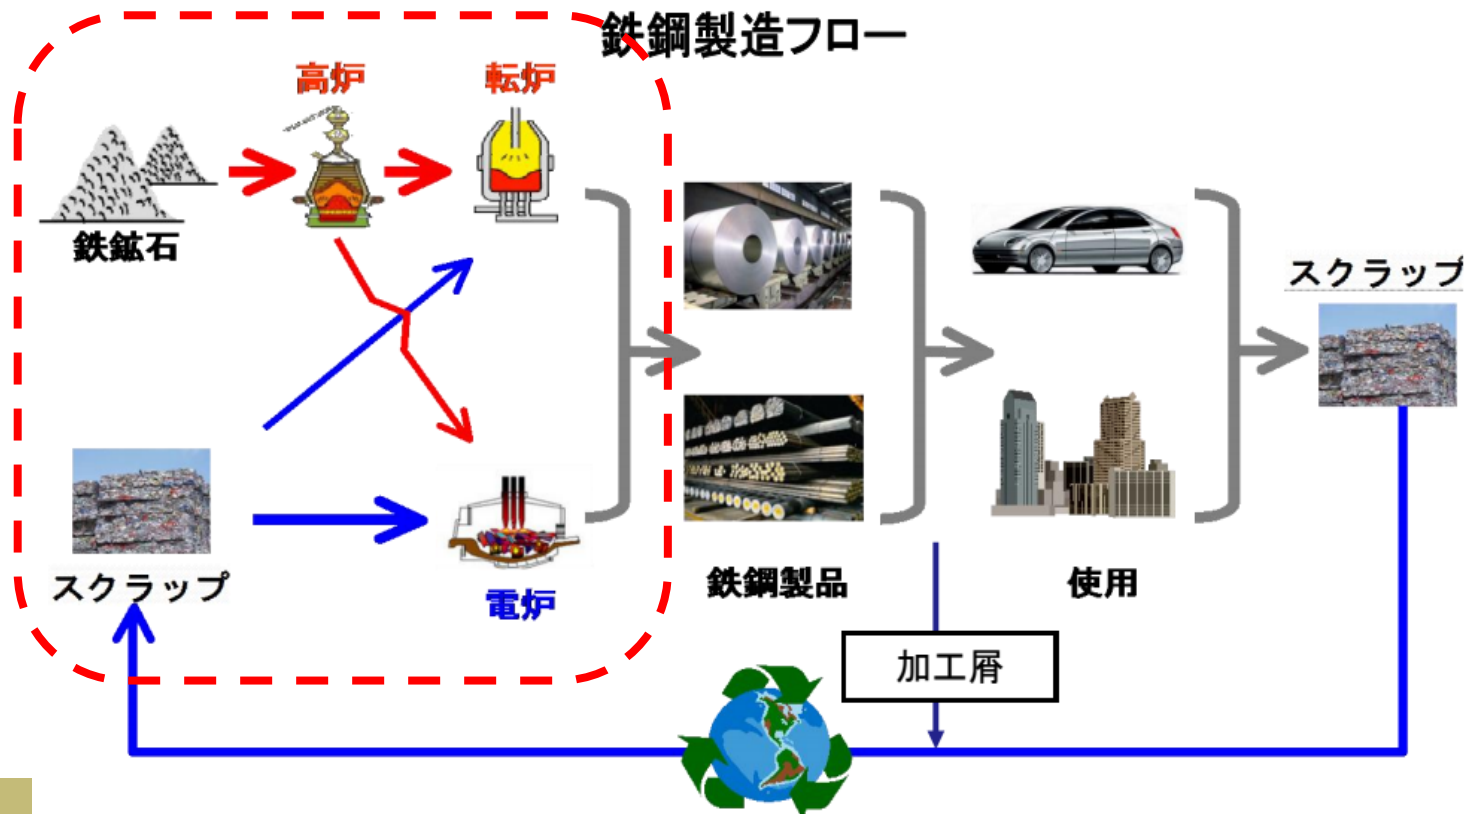 鉄鋼製造フロー
高炉
転炉
鉄鉱石
スクラップ
スクラップ
電炉
鉄鋼製品
使用
加工屑